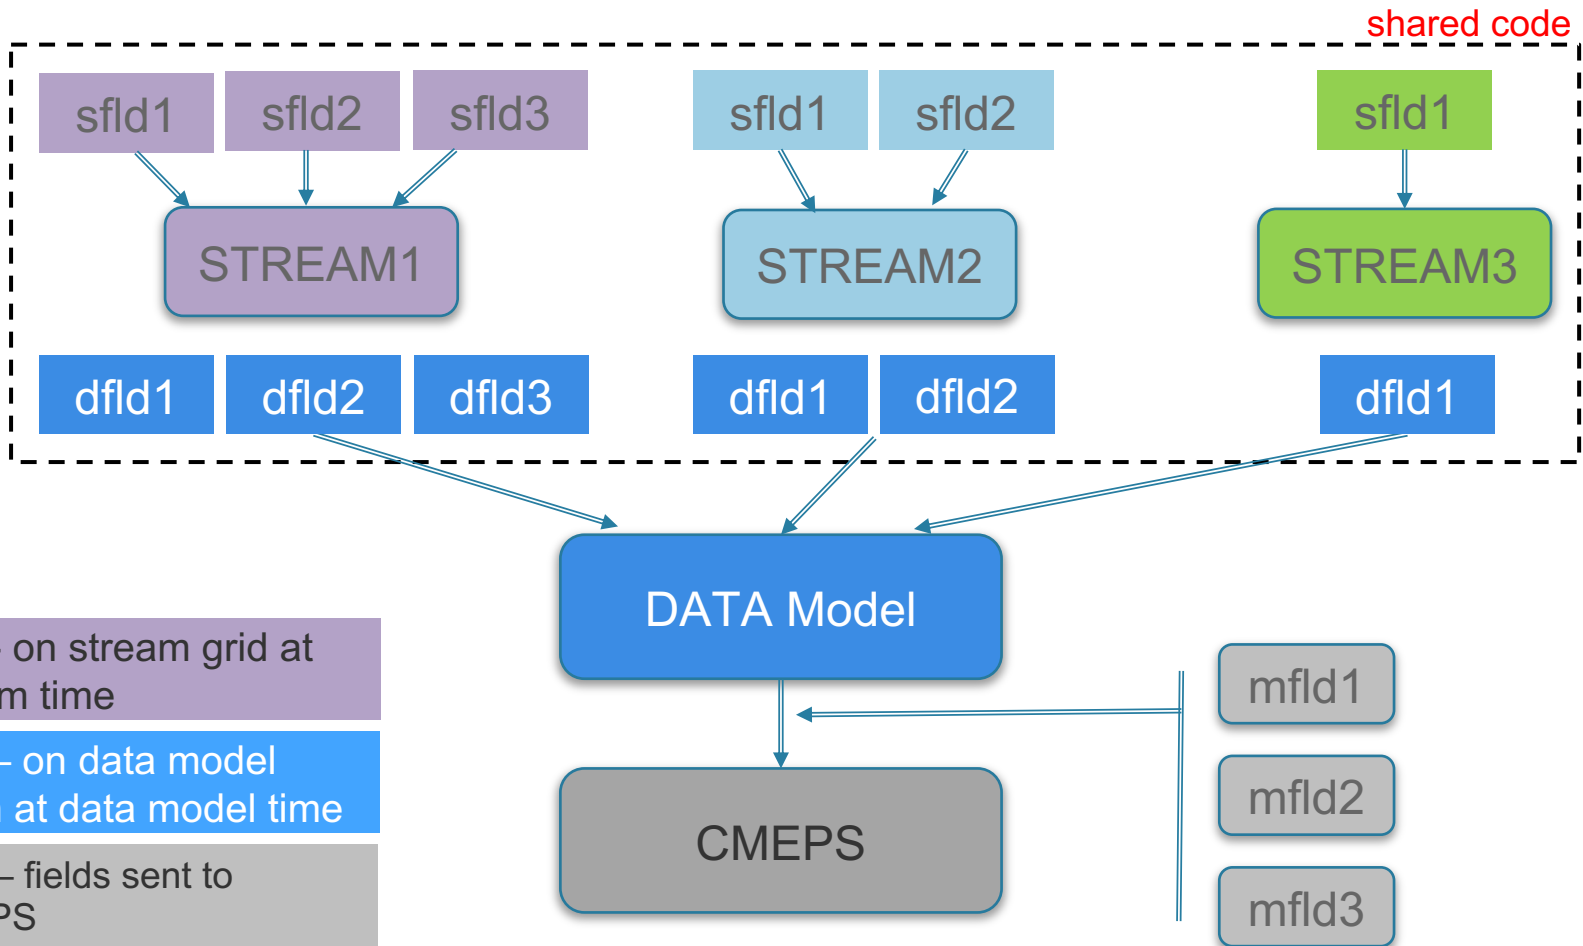 shared code
sfld1 sfld2 sfld3 sfld1 sfld2 sfld1
STREAM1 STREAM2 STREAM3
dfld1 dfld2 dfld3 dfld1 dfld2 dfld1
DATA Model
on stream grid at
time
– on data model
at data model time
– fields sent to
CMEPS
mfld1
mfld2
mfld3